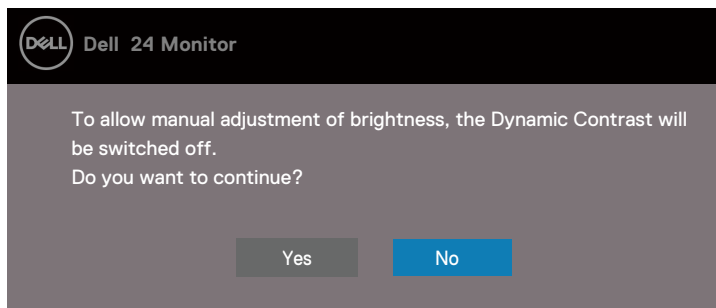 DELL
Dell 24 Monitor
To allow manual adjustment of brightness, the Dynamic Contrast will
be switched off.
Do you want to continue?
Yes
No